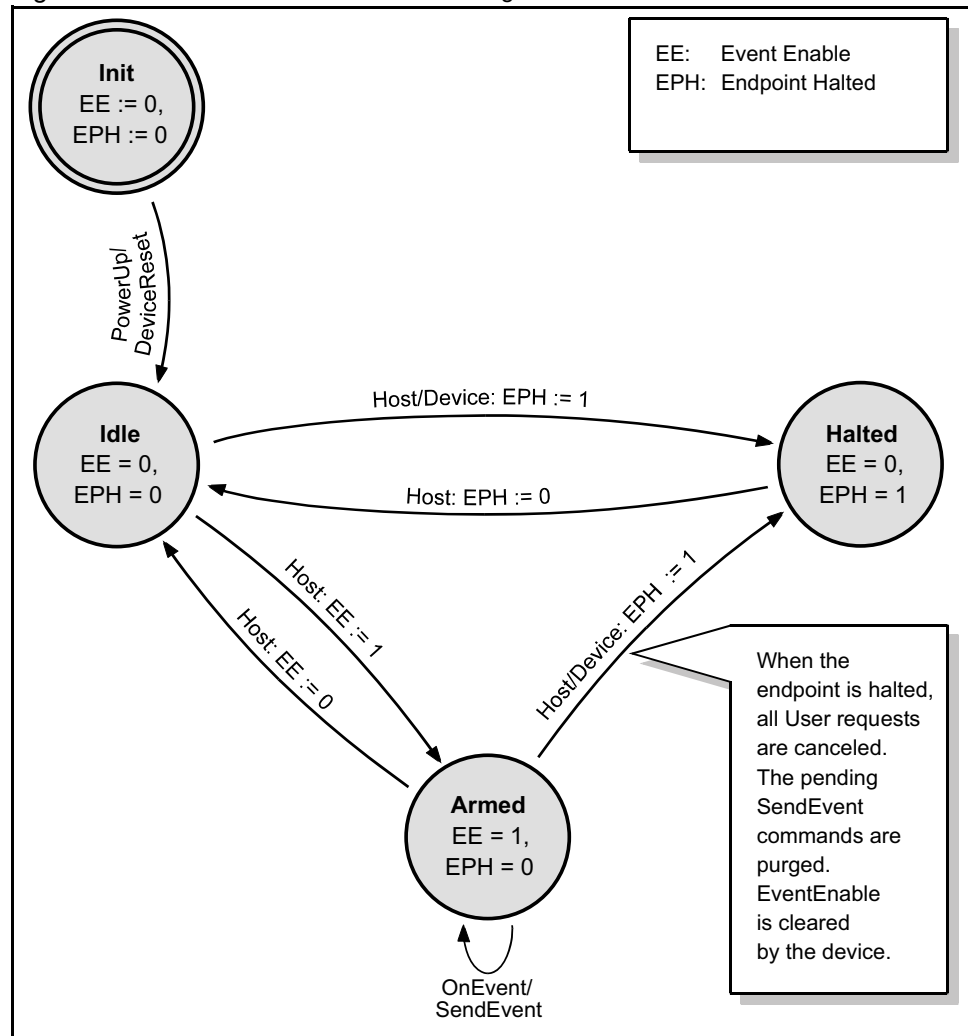 Init
EE := 0,
EPH := 0
EE: Event Enable
EPH: Endpoint Halted
PowerUp/
DeviceReset
Host/Device: EPH := 1
Idle
EE = 0,
EPH = 0
Halted
EE = 0,
EPH = 1
Host: EPH := 0
Host: EE := 1
Host: EE := 0
Host/Device: EPH := 1
When the
endpoint is halted,
all User requests
are canceled.
The pending
SendEvent
commands are
purged.
EventEnable
is cleared
by the device.
Armed
EE = 1,
EPH = 0
OnEvent/
SendEvent